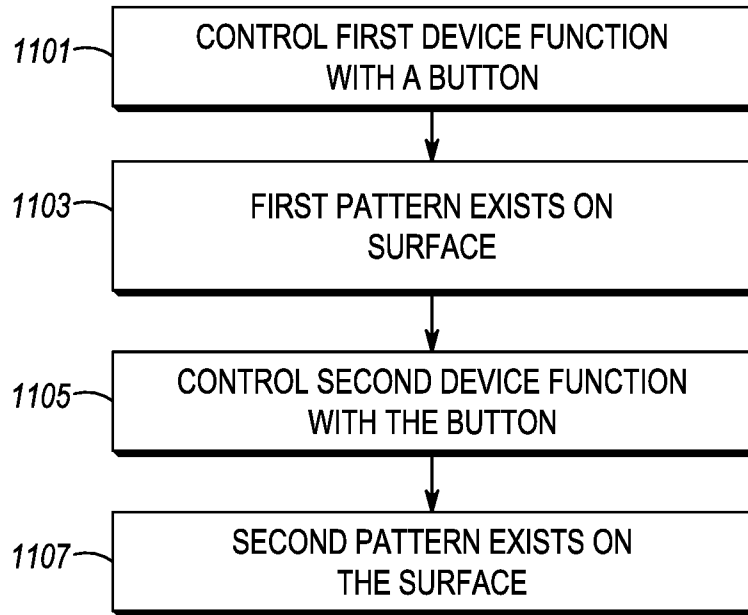 1101
CONTROL FIRST DEVICE FUNCTION
WITH A BUTTON
1103
FIRST PATTERN EXISTS ON
SURFACE
1105
CONTROL SECOND DEVICE FUNCTION
WITH THE BUTTON
1107
SECOND PATTERN EXISTS ON
THE SURFACE